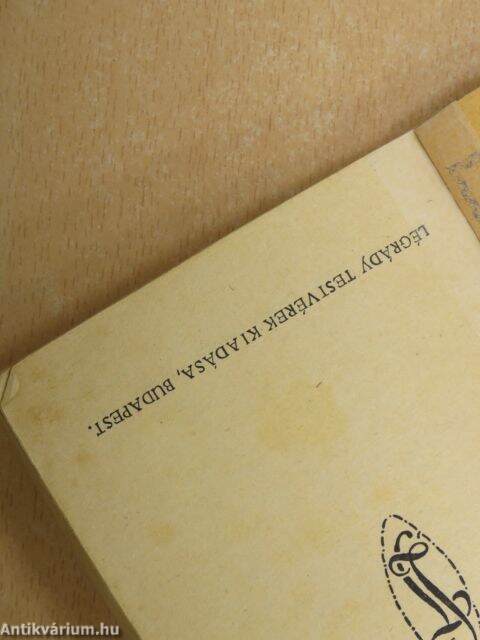 LÉGRÁDY TESTVÉREK KIADÁSA, BUDAPEST.
Antikvárium.hu